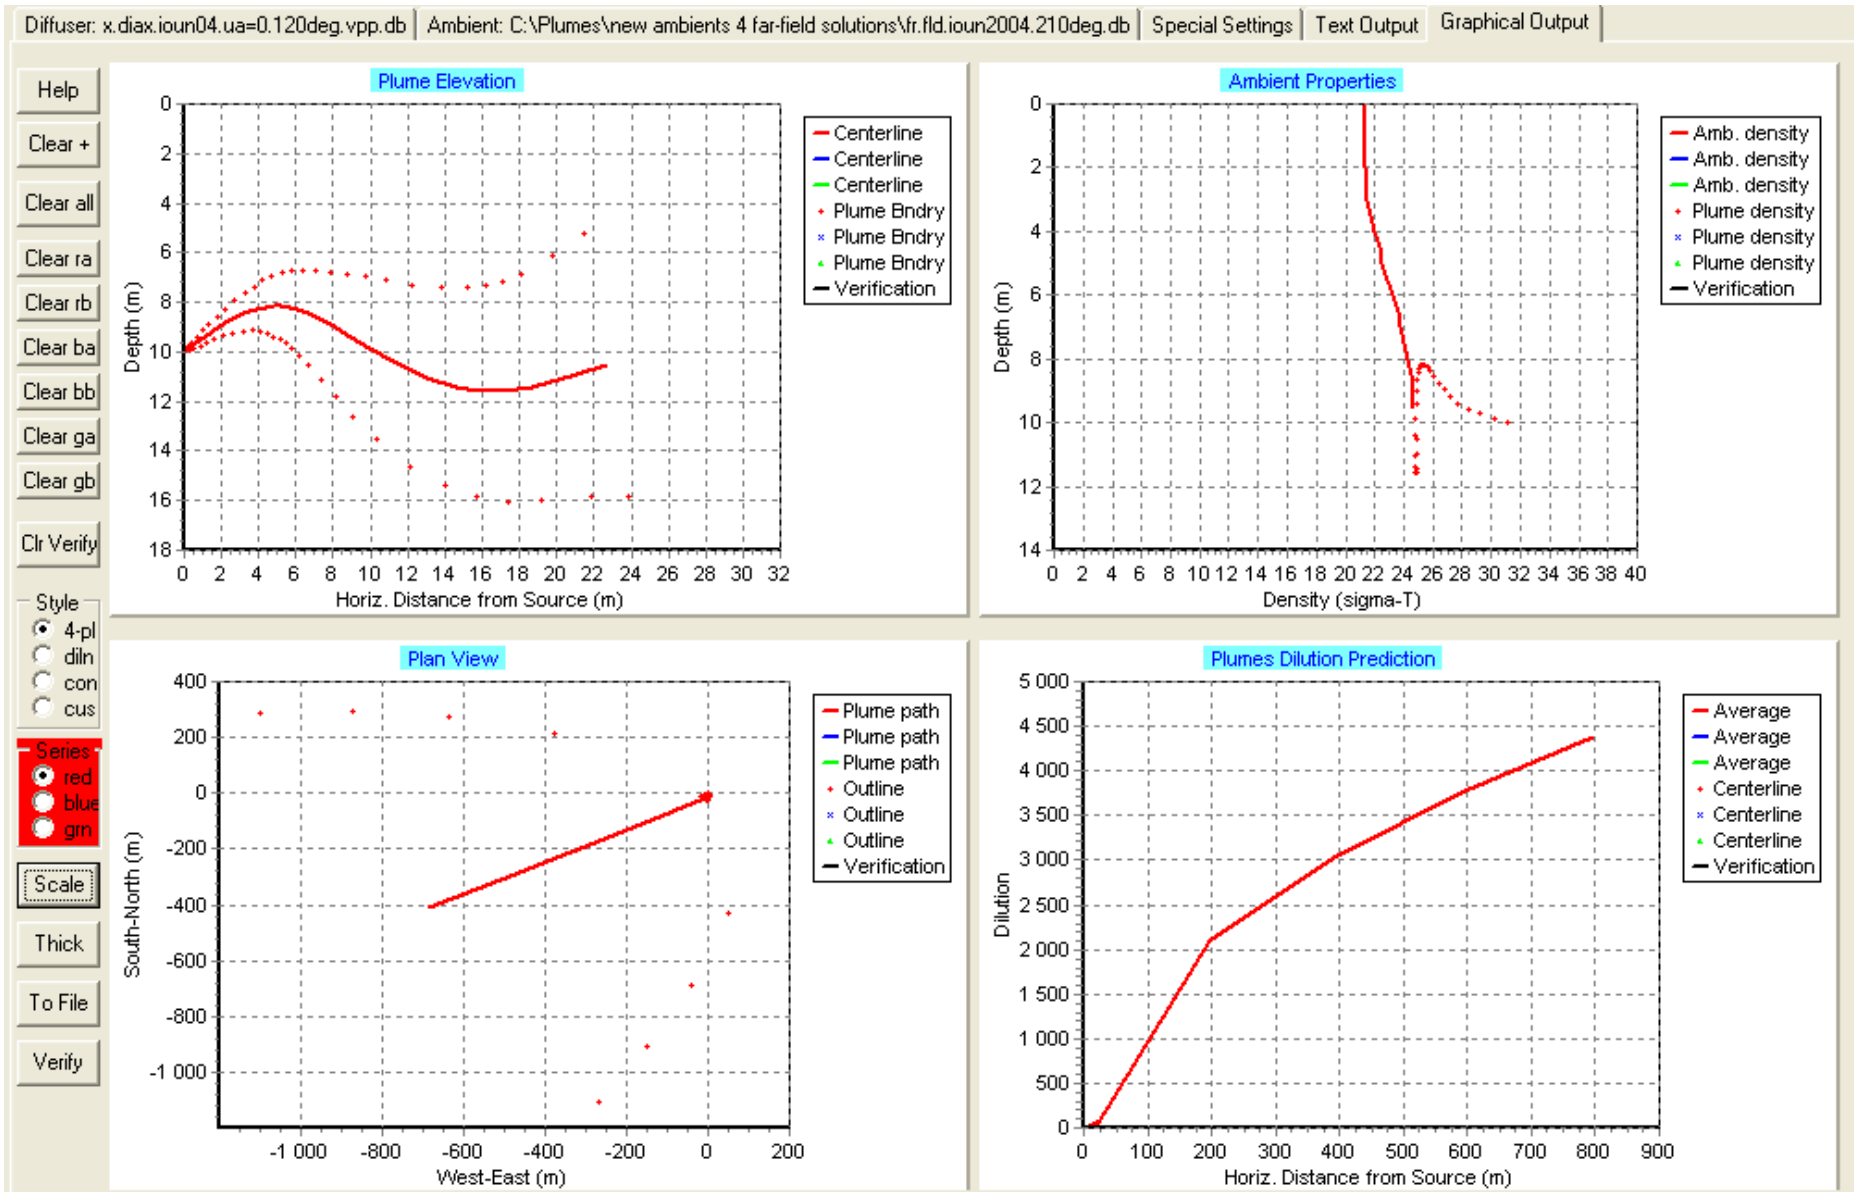 Diffuser: x.diax.ioun04.ua=0.120deg.vpp.db
Ambient: C:\Plumes\new ambients 4 far-field solutions\fr.fld.ioun2004.210deg.db
Special Settings
Text Output
Graphical Output
Help
Clear +
Clear all
Clear ra
Clear rb
Clear ba
Clear bb
Clear ga
Clear gb
Clr Verify
Style
4-pl
diln
con
cus
Series
red
blue
grn
Scale
Thick
To File
Verify
Plume Elevation
0
2
4
6
8
10
12
14
16
18
Depth (m)
0 2 4 6 8 10 12 14 16 18 20 22 24 26 28 30 32
Horiz. Distance from Source (m)
Centerline
Centerline
Centerline
Plume Bndry
Plume Bndry
Plume Bndry
Verification
Ambient Properties
0
2
4
6
8
10
12
14
Depth (m)
0 2 4 6 8 10 12 14 16 18 20 22 24 26 28 30 32 34 36 38 40
Density (sigma-T)
Amb. density
Amb. density
Amb. density
Plume density
Plume density
Plume density
Verification
Plan View
400
200
0
-200
-400
-600
-800
-1 000
South-North (m)
-1 000 -800 -600 -400 -200 0 200
West-East (m)
Plume path
Plume path
Plume path
Outline
Outline
Outline
Verification
Plumes Dilution Prediction
5 000
4 500
4 000
3 500
3 000
2 500
2 000
1 500
1 000
500
0
Dilution
0 100 200 300 400 500 600 700 800 900
Horiz. Distance from Source (m)
Average
Average
Average
Centerline
Centerline
Centerline
Verification